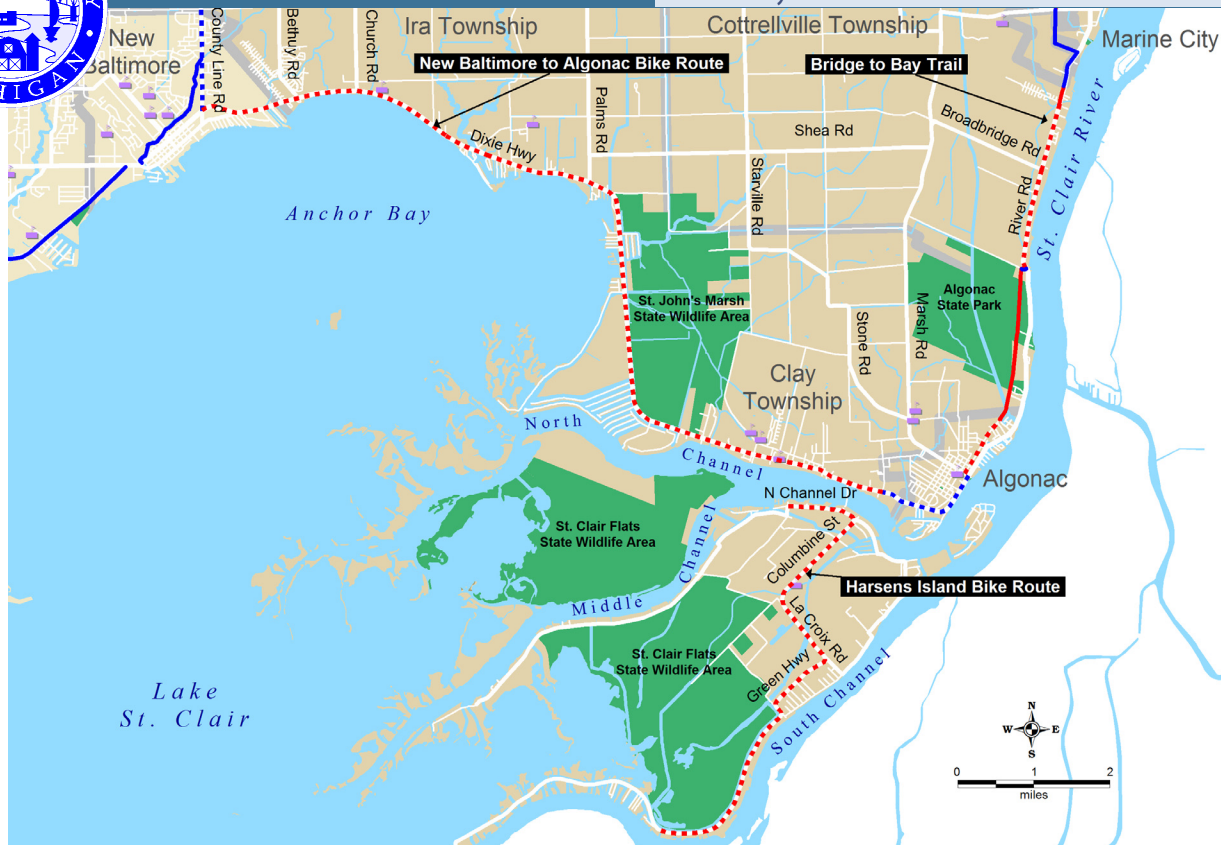 New
Baltimore
HIGAN
County Line Rd
Bethuy Rd
Church Rd
Ira Township
Cottrellville Township
Marine City
New Baltimore to Algonac Bike Route
Bridge to Bay Trail
Palms Rd
Dixie Hwy
Shea Rd
Broadbridge Rd
Starville Rd
River Rd
St. Clair River
Anchor Bay
St. John's Marsh
State Wildlife Area
Algonac
State Park
Stone Rd
Marsh Rd
Clay
Township
North
Channel
Algonac
N Channel Dr
St. Clair Flats
State Wildlife Area
Channel
Columbine St
Harsens Island Bike Route
Middle
La Croix Rd
St. Clair Flats
State Wildlife Area
Green Hwy
South Channel
Lake
St. Clair
N
W E
S
0 1 2
miles